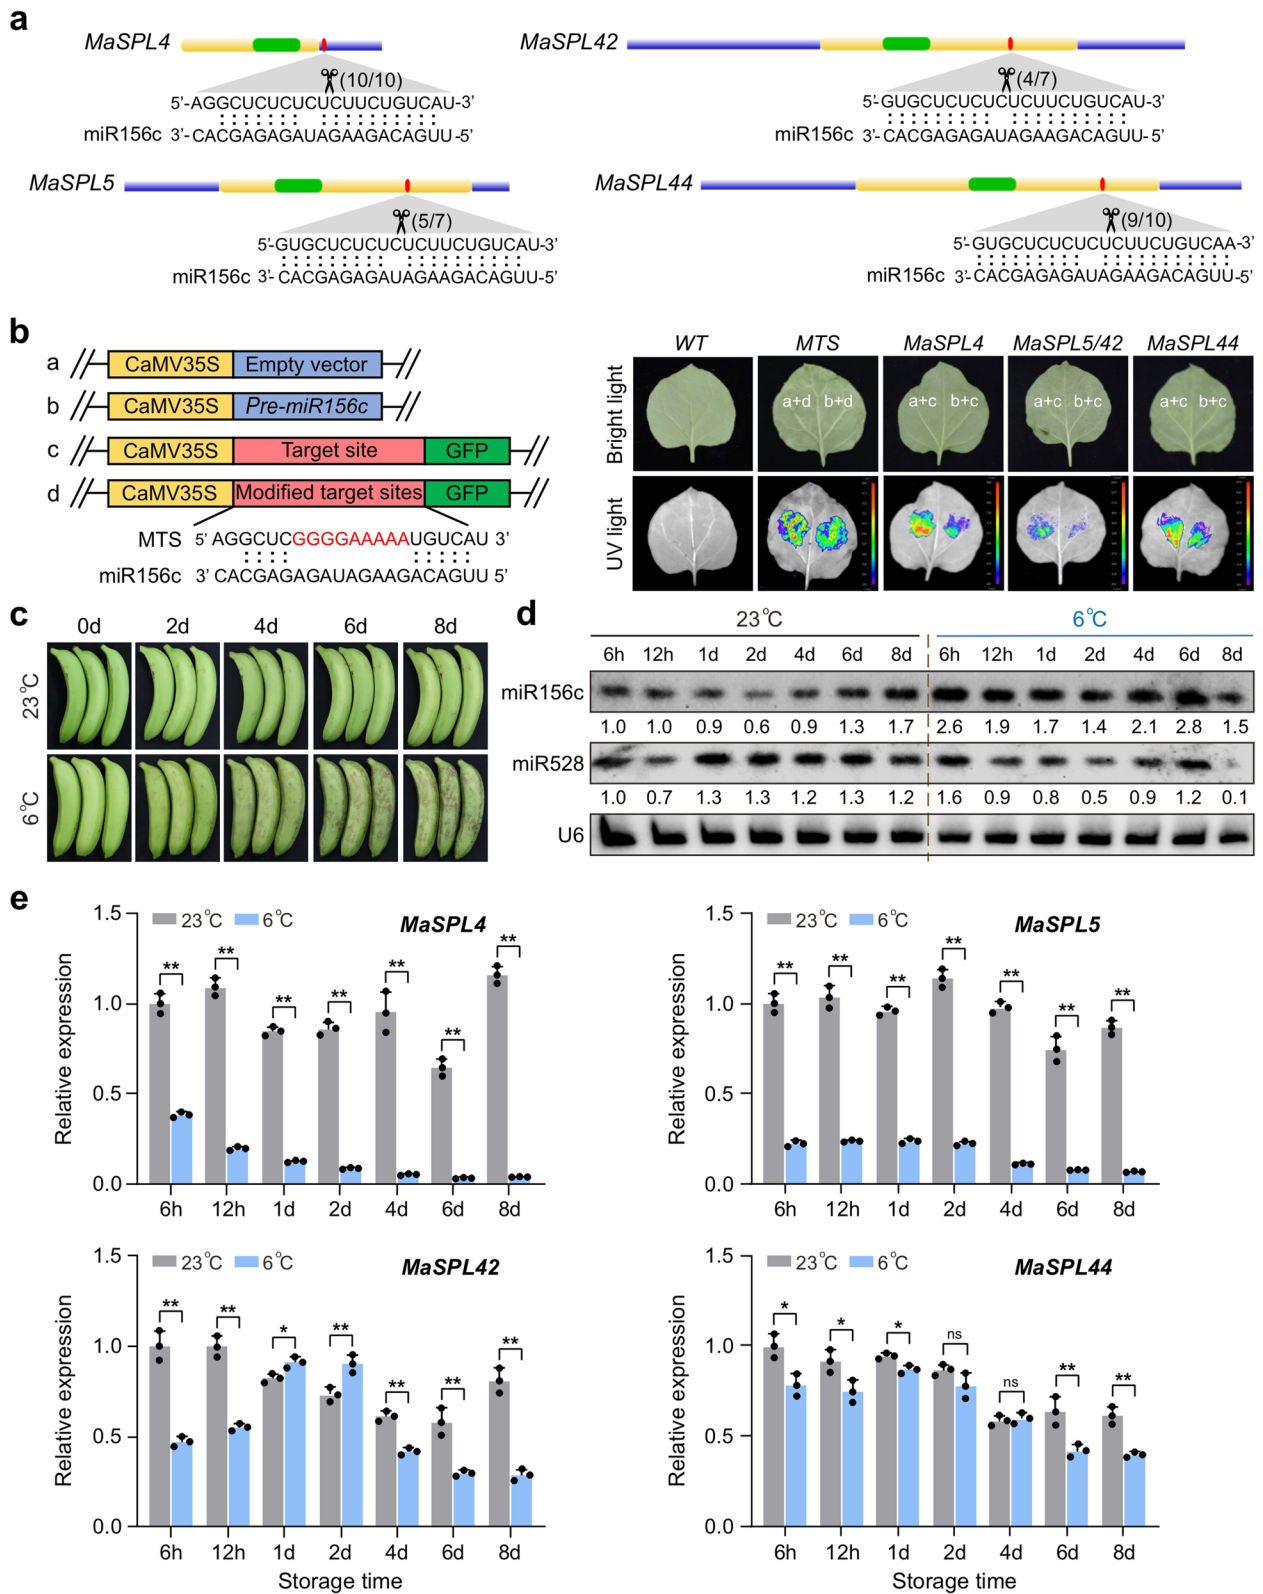 a
MaSPL4
(10/10)
5'-AGGCUCUCUCUCUUCUGUCAU-3'
miR156c 3'-CACGAGAGAUAGAAGACAGUU-5'
MaSPL42
(4/7)
5'-GUGCUCUCUCUCUUCUGUCAU-3'
miR156c 3'-CACGAGAGAUAGAAGACAGUU-5'
MaSPL5
(5/7)
5'-GUGCUCUCUCUCUUCUGUCAU-3'
miR156c 3'-CACGAGAGAUAGAAGACAGUU-5'
MaSPL44
(9/10)
5'-GUGCUCUCUCUCUUCUGUCAA-3'
miR156c 3'-CACGAGAGAUAGAAGACAGUU-5'
b
a CaMV35S Empty vector
b CaMV35S Pre-miR156c
c CaMV35S Target site GFP
d CaMV35S Modified target sites GFP
MTS 5' AGGCUCGGGGAAAAAUGUCAU 3'
miR156c 3' CACGAGAGAUAGAAGACAGUU 5'
WT MTS MaSPL4 MaSPL5/42 MaSPL44
Bright light
a+d b+d a+c b+c a+c b+c a+c b+c
UV light
c
0d 2d 4d 6d 8d
23°C
6°C
d
23°C 6°C
6h 12h 1d 2d 4d 6d 8d 6h 12h 1d 2d 4d 6d 8d
miR156c
1.0 1.0 0.9 0.6 0.9 1.3 1.7 2.6 1.9 1.7 1.4 2.1 2.8 1.5
miR528
1.0 0.7 1.3 1.3 1.2 1.3 1.2 1.6 0.9 0.8 0.5 0.9 1.2 0.1
U6
e
23°C 6°C MaSPL4
Relative expression
1.5
1.0
0.5
0.0
** ** ** ** ** ** **
6h 12h 1d 2d 4d 6d 8d
23°C 6°C MaSPL5
Relative expression
1.5
1.0
0.5
0.0
** ** ** ** ** ** **
6h 12h 1d 2d 4d 6d 8d
23°C 6°C MaSPL42
Relative expression
1.5
1.0
0.5
0.0
** ** * ** ** ** **
6h 12h 1d 2d 4d 6d 8d
Storage time
23°C 6°C MaSPL44
Relative expression
1.5
1.0
0.5
0.0
* * * ns ns ** **
6h 12h 1d 2d 4d 6d 8d
Storage time